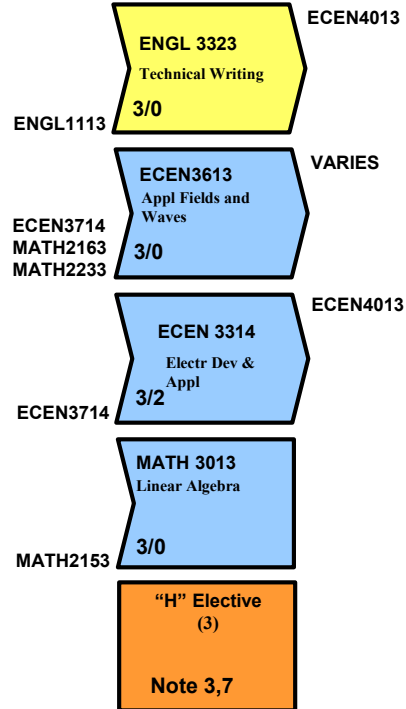 ECEN4013
ENGL 3323
Technical Writing
3/0
ENGL1113
VARIES
ECEN3613
Appl Fields and
Waves
3/0
ECEN3714
MATH2163
MATH2233
ECEN4013
ECEN 3314
Electr Dev &
Appl
3/2
ECEN3714
MATH 3013
Linear Algebra
3/0
MATH2153
“H” Elective
(3)
Note 3,7